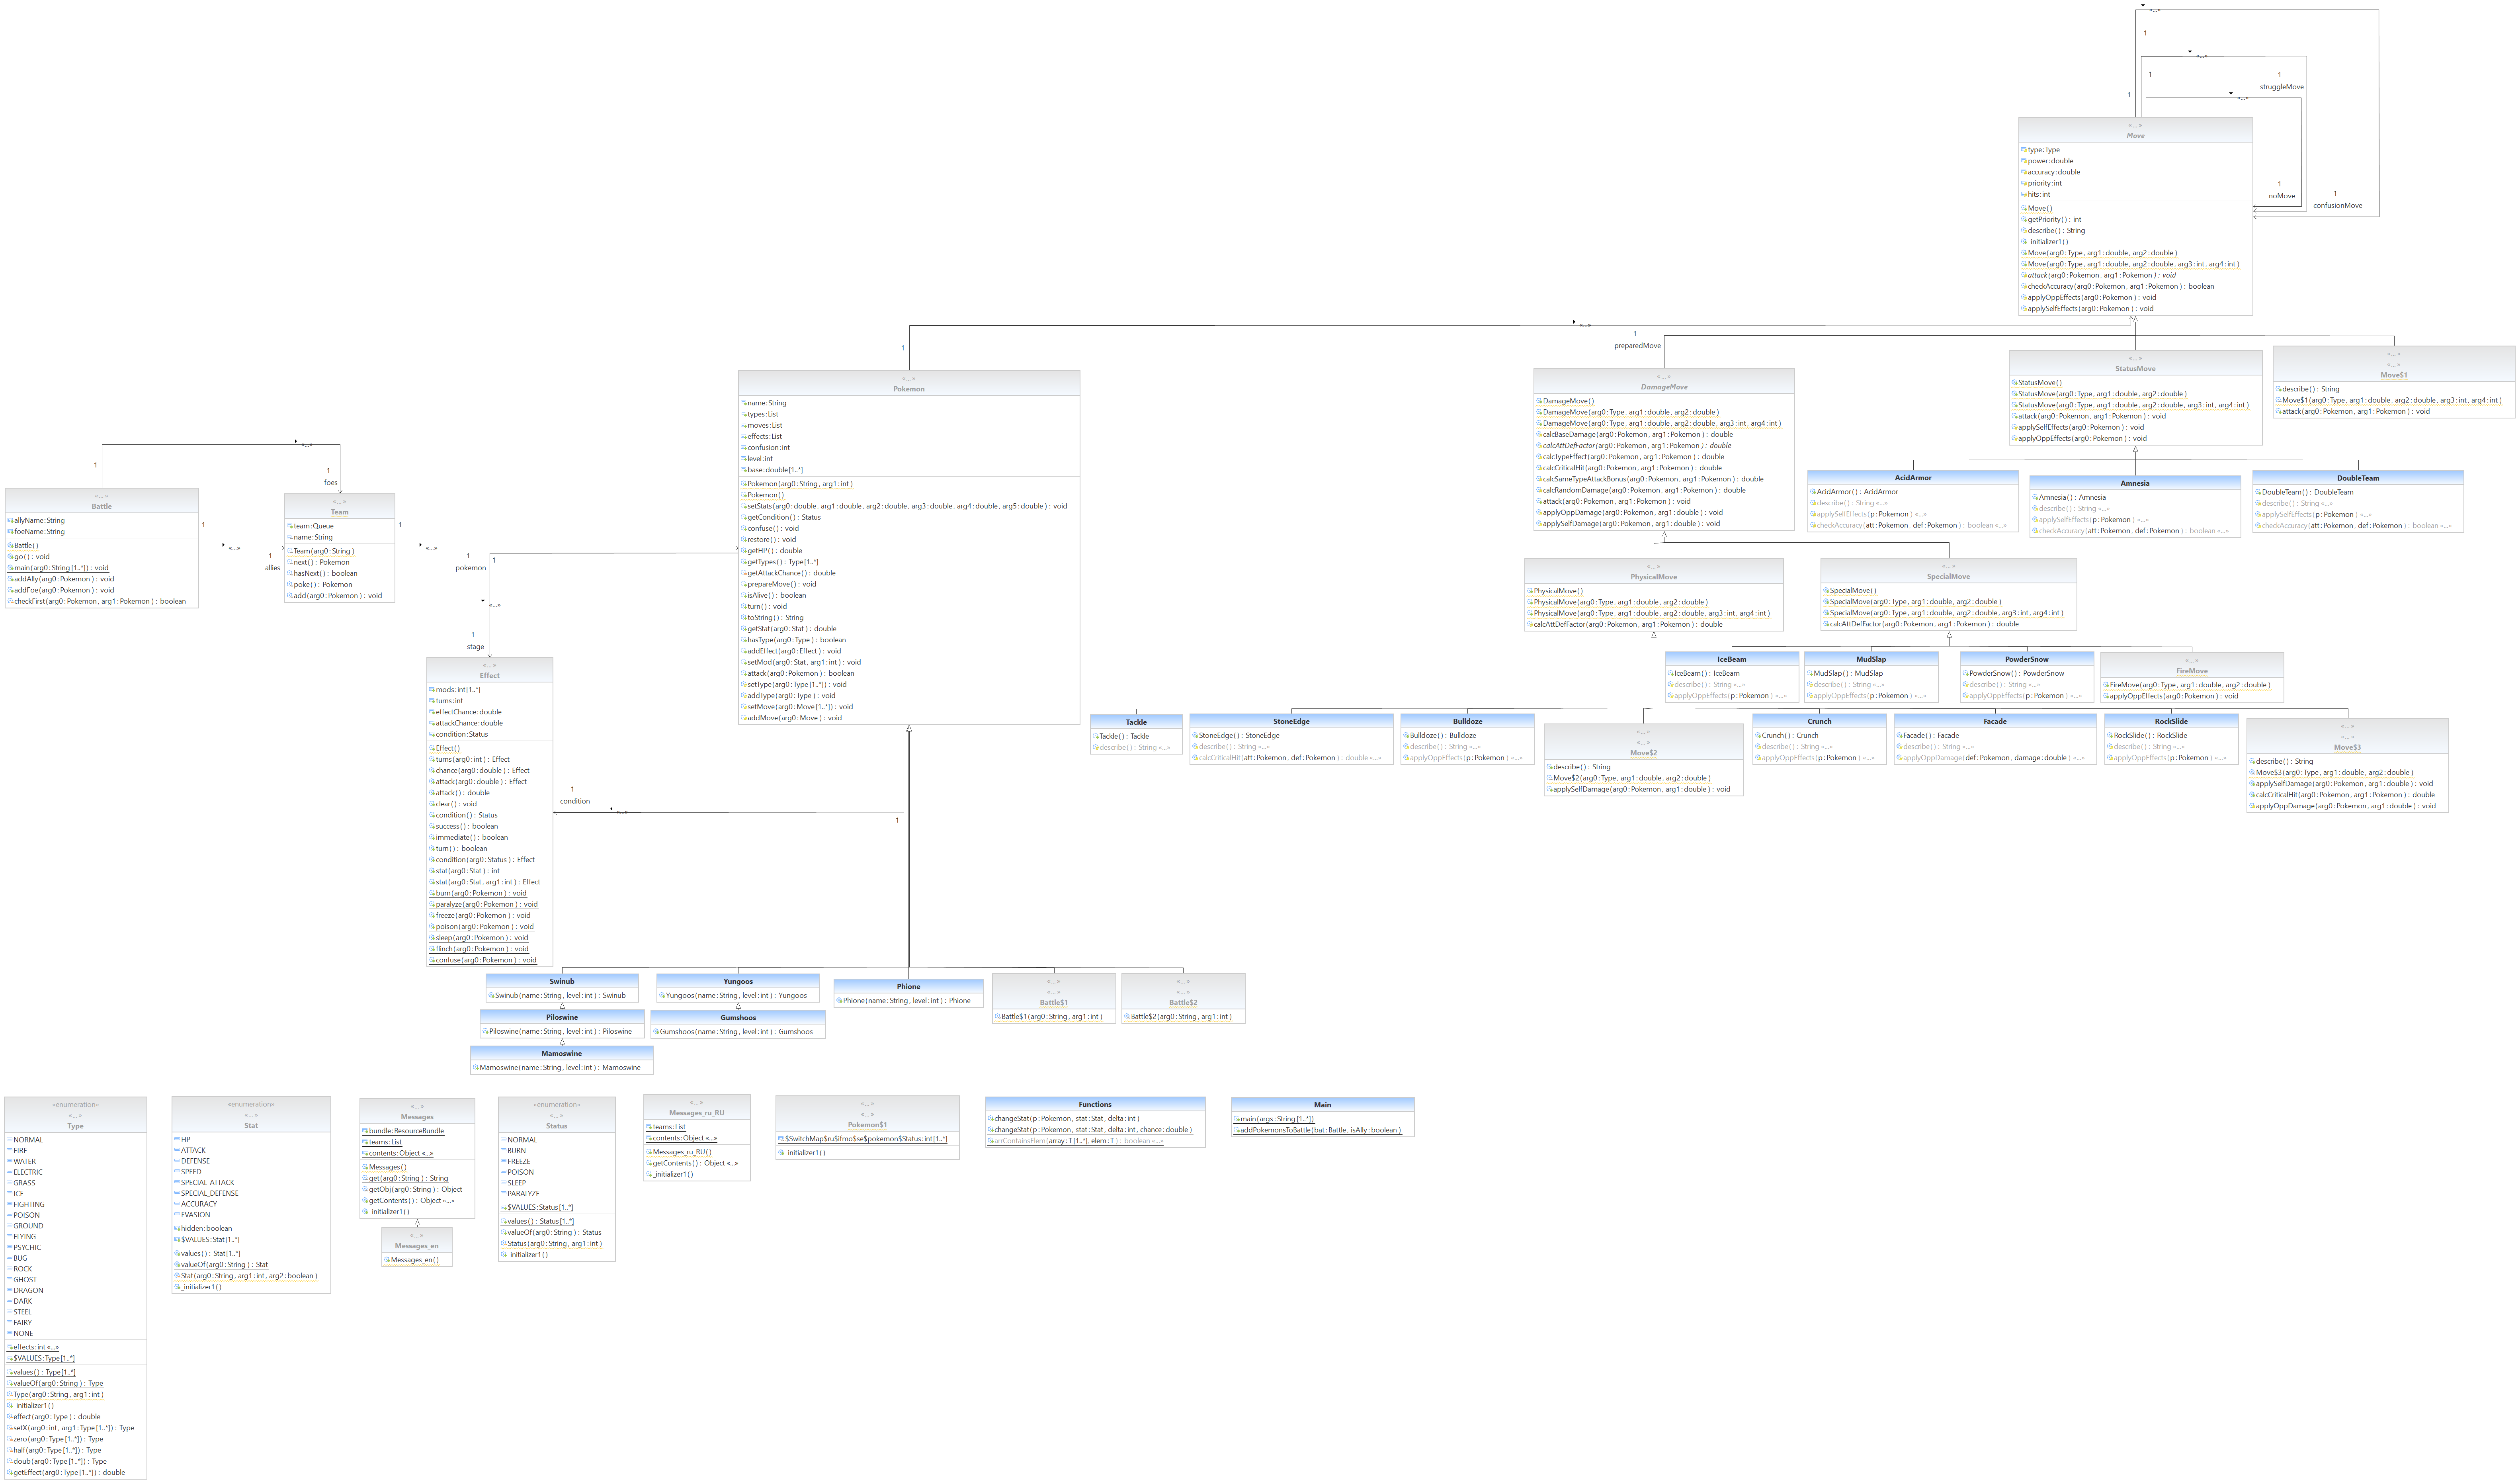 «...»
1
«...»
1
«...»
1
struggleMove
«...»
1
1
noMove
1
confusionMove
«...»
Move
type:Type
power:double
accuracy:double
priority:int
hits:int
Move()
getPriority() : int
describe() : String
_initializer1()
Move(arg0:Type, arg1:double, arg2:double)
Move(arg0:Type, arg1:double, arg2:double, arg3:int, arg4:int)
attack(arg0:Pokemon, arg1:Pokemon) : void
checkAccuracy(arg0:Pokemon, arg1:Pokemon) : boolean
applyOppEffects(arg0:Pokemon) : void
applySelfEffects(arg0:Pokemon) : void
«...»
1
1
preparedMove
«...»
Pokemon
name:String
types:List
moves:List
effects:List
confusion:int
level:int
base:double[1..*]
Pokemon(arg0:String, arg1:int)
Pokemon()
setStats(arg0:double, arg1:double, arg2:double, arg3:double, arg4:double, arg5:double) : void
getCondition() : Status
confuse() : void
restore() : void
getHP() : double
getTypes() : Type[1..*]
getAttackChance() : double
prepareMove() : void
isAlive() : boolean
turn() : void
toString() : String
getStat(arg0:Stat) : double
hasType(arg0:Type) : boolean
addEffect(arg0:Effect) : void
setMod(arg0:Stat, arg1:int) : void
attack(arg0:Pokemon) : boolean
setType(arg0:Type[1..*]) : void
addType(arg0:Type) : void
setMove(arg0:Move[1..*]) : void
addMove(arg0:Move) : void
«...»
DamageMove
DamageMove()
DamageMove(arg0:Type, arg1:double, arg2:double)
DamageMove(arg0:Type, arg1:double, arg2:double, arg3:int, arg4:int)
calcBaseDamage(arg0:Pokemon, arg1:Pokemon) : double
calcAttDefFactor(arg0:Pokemon, arg1:Pokemon) : double
calcTypeEffect(arg0:Pokemon, arg1:Pokemon) : double
calcCriticalHit(arg0:Pokemon, arg1:Pokemon) : double
calcSameTypeAttackBonus(arg0:Pokemon, arg1:Pokemon) : double
calcRandomDamage(arg0:Pokemon, arg1:Pokemon) : double
attack(arg0:Pokemon, arg1:Pokemon) : void
applyOppDamage(arg0:Pokemon, arg1:double) : void
applySelfDamage(arg0:Pokemon, arg1:double) : void
«...»
StatusMove
StatusMove()
StatusMove(arg0:Type, arg1:double, arg2:double)
StatusMove(arg0:Type, arg1:double, arg2:double, arg3:int, arg4:int)
attack(arg0:Pokemon, arg1:Pokemon) : void
applySelfEffects(arg0:Pokemon) : void
applyOppEffects(arg0:Pokemon) : void
«...»
«...»
Move$1
describe() : String
Move$1(arg0:Type, arg1:double, arg2:double, arg3:int, arg4:int)
attack(arg0:Pokemon, arg1:Pokemon) : void
AcidArmor
AcidArmor() : AcidArmor
describe() : String «...»
applySelfEffects(p:Pokemon) «...»
checkAccuracy(att:Pokemon, def:Pokemon) : boolean «...»
Amnesia
Amnesia() : Amnesia
describe() : String «...»
applySelfEffects(p:Pokemon) «...»
checkAccuracy(att:Pokemon, def:Pokemon) : boolean «...»
DoubleTeam
DoubleTeam() : DoubleTeam
describe() : String «...»
applySelfEffects(p:Pokemon) «...»
checkAccuracy(att:Pokemon, def:Pokemon) : boolean «...»
«...»
1
1
foes
«...»
Battle
allyName:String
foeName:String
Battle()
go() : void
main(arg0:String[1..*]) : void
addAlly(arg0:Pokemon) : void
addFoe(arg0:Pokemon) : void
checkFirst(arg0:Pokemon, arg1:Pokemon) : boolean
1
«...»
1
allies
«...»
Team
team:Queue
name:String
Team(arg0:String)
next() : Pokemon
hasNext() : boolean
poke() : Pokemon
add(arg0:Pokemon) : void
1
«...»
1
pokemon
1
«...»
1
stage
«...»
Effect
mods:int[1..*]
turns:int
effectChance:double
attackChance:double
condition:Status
Effect()
turns(arg0:int) : Effect
chance(arg0:double) : Effect
attack(arg0:double) : Effect
attack() : double
clear() : void
condition() : Status
success() : boolean
immediate() : boolean
turn() : boolean
condition(arg0:Status) : Effect
stat(arg0:Stat) : int
stat(arg0:Stat, arg1:int) : Effect
burn(arg0:Pokemon) : void
paralyze(arg0:Pokemon) : void
freeze(arg0:Pokemon) : void
poison(arg0:Pokemon) : void
sleep(arg0:Pokemon) : void
flinch(arg0:Pokemon) : void
confuse(arg0:Pokemon) : void
1
condition
«...»
1
«...»
PhysicalMove
PhysicalMove()
PhysicalMove(arg0:Type, arg1:double, arg2:double)
PhysicalMove(arg0:Type, arg1:double, arg2:double, arg3:int, arg4:int)
calcAttDefFactor(arg0:Pokemon, arg1:Pokemon) : double
«...»
SpecialMove
SpecialMove()
SpecialMove(arg0:Type, arg1:double, arg2:double)
SpecialMove(arg0:Type, arg1:double, arg2:double, arg3:int, arg4:int)
calcAttDefFactor(arg0:Pokemon, arg1:Pokemon) : double
IceBeam
IceBeam() : IceBeam
describe() : String «...»
applyOppEffects(p:Pokemon) «...»
MudSlap
MudSlap() : MudSlap
describe() : String «...»
applyOppEffects(p:Pokemon) «...»
PowderSnow
PowderSnow() : PowderSnow
describe() : String «...»
applyOppEffects(p:Pokemon) «...»
«...»
FireMove
FireMove(arg0:Type, arg1:double, arg2:double)
applyOppEffects(arg0:Pokemon) : void
Tackle
Tackle() : Tackle
describe() : String «...»
StoneEdge
StoneEdge() : StoneEdge
describe() : String «...»
calcCriticalHit(att:Pokemon, def:Pokemon) : double «...»
Bulldoze
Bulldoze() : Bulldoze
describe() : String «...»
applyOppEffects(p:Pokemon) «...»
«...»
«...»
Move$2
describe() : String
Move$2(arg0:Type, arg1:double, arg2:double)
applySelfDamage(arg0:Pokemon, arg1:double) : void
Crunch
Crunch() : Crunch
describe() : String «...»
applyOppEffects(p:Pokemon) «...»
Facade
Facade() : Facade
describe() : String «...»
applyOppDamage(def:Pokemon, damage:double) «...»
RockSlide
RockSlide() : RockSlide
describe() : String «...»
applyOppEffects(p:Pokemon) «...»
«...»
«...»
Move$3
describe() : String
Move$3(arg0:Type, arg1:double, arg2:double)
applySelfDamage(arg0:Pokemon, arg1:double) : void
calcCriticalHit(arg0:Pokemon, arg1:Pokemon) : double
applyOppDamage(arg0:Pokemon, arg1:double) : void
Swinub
Swinub(name:String, level:int) : Swinub
Yungoos
Yungoos(name:String, level:int) : Yungoos
Phione
Phione(name:String, level:int) : Phione
«...»
«...»
Battle$1
Battle$1(arg0:String, arg1:int)
«...»
«...»
Battle$2
Battle$2(arg0:String, arg1:int)
Piloswine
Piloswine(name:String, level:int) : Piloswine
Gumshoos
Gumshoos(name:String, level:int) : Gumshoos
Mamoswine
Mamoswine(name:String, level:int) : Mamoswine
«enumeration»
«...»
Type
NORMAL
FIRE
WATER
ELECTRIC
GRASS
ICE
FIGHTING
POISON
GROUND
FLYING
PSYCHIC
BUG
ROCK
GHOST
DRAGON
DARK
STEEL
FAIRY
NONE
effects:int «...»
$VALUES:Type[1..*]
values() : Type[1..*]
valueOf(arg0:String) : Type
Type(arg0:String, arg1:int)
_initializer1()
effect(arg0:Type) : double
setX(arg0:int, arg1:Type[1..*]) : Type
zero(arg0:Type[1..*]) : Type
half(arg0:Type[1..*]) : Type
doub(arg0:Type[1..*]) : Type
getEffect(arg0:Type[1..*]) : double
«enumeration»
«...»
Stat
HP
ATTACK
DEFENSE
SPEED
SPECIAL_ATTACK
SPECIAL_DEFENSE
ACCURACY
EVASION
hidden:boolean
$VALUES:Stat[1..*]
values() : Stat[1..*]
valueOf(arg0:String) : Stat
Stat(arg0:String, arg1:int, arg2:boolean)
_initializer1()
«...»
Messages
bundle:ResourceBundle
teams:List
contents:Object «...»
Messages()
get(arg0:String) : String
getObj(arg0:String) : Object
getContents() : Object «...»
_initializer1()
«...»
Messages_en
Messages_en()
«enumeration»
«...»
Status
NORMAL
BURN
FREEZE
POISON
SLEEP
PARALYZE
$VALUES:Status[1..*]
values() : Status[1..*]
valueOf(arg0:String) : Status
Status(arg0:String, arg1:int)
_initializer1()
«...»
Messages_ru_RU
teams:List
contents:Object «...»
Messages_ru_RU()
getContents() : Object «...»
_initializer1()
«...»
«...»
Pokemon$1
$SwitchMap$ru$ifmo$se$pokemon$Status:int[1..*]
_initializer1()
Functions
changeStat(p:Pokemon, stat:Stat, delta:int)
changeStat(p:Pokemon, stat:Stat, delta:int, chance:double)
arrContainsElem(array:T[1..*], elem:T) : boolean «...»
Main
main(args:String[1..*])
addPokemonsToBattle(bat:Battle, isAlly:boolean)